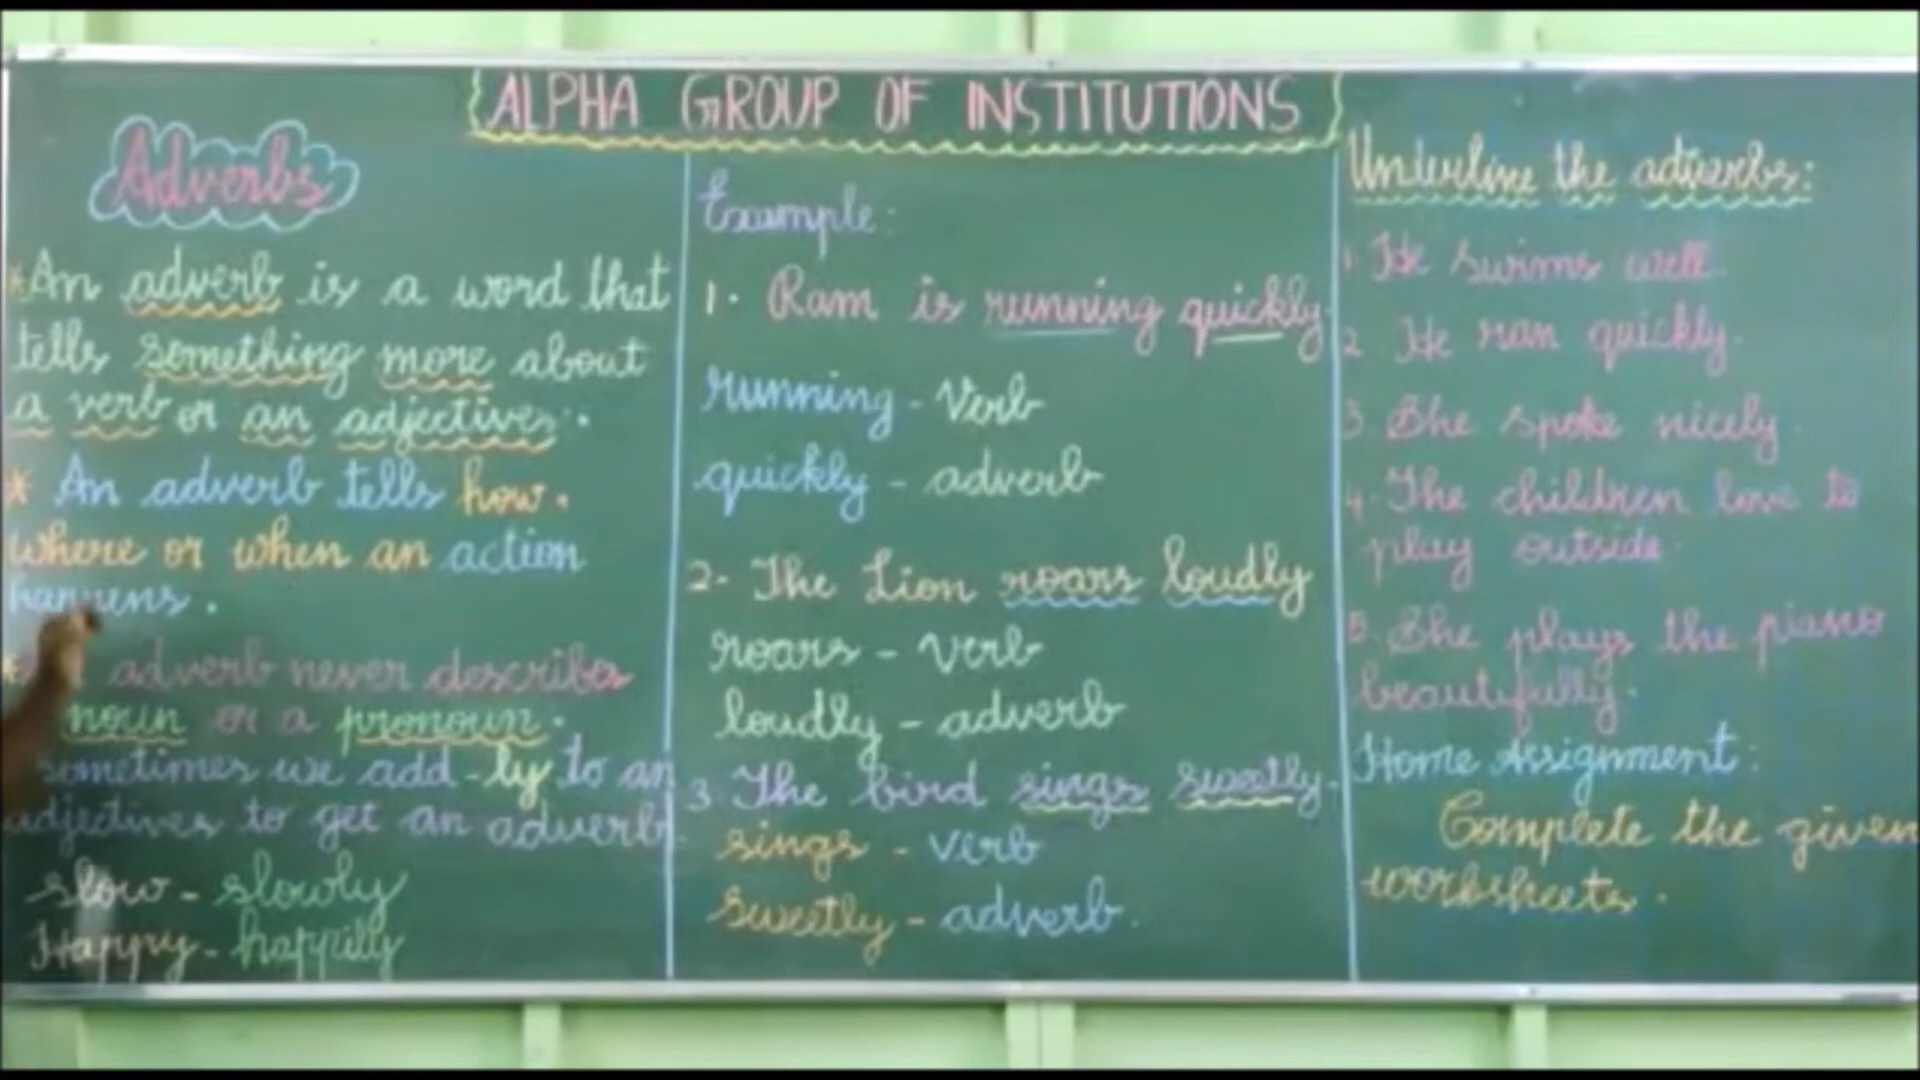 ALPHA GROUP OF INSTITUTIONS
Adverbs
* An adverb is a word that
tells something more about
a verb or an adjective.
* An adverb tells how,
where or when an action
happens.
* adverb never describes
noun or a pronoun.
sometimes we add -ly to an
adjectives to get an adverb.
slow - slowly
Happy - happilly
Example:
1. Ram is running quickly.
running - Verb
quickly - adverb
2. The Lion roars loudly
roars - verb
loudly - adverb
3. The bird sings sweetly.
sings - verb
sweetly - adverb.
Underline the adverbs:
1. He swims well.
2. He ran quickly.
3. She spoke nicely.
4. The children love to
play outside.
5. She plays the piano
beautifully.
Home Assignment:
Complete the given
worksheets.